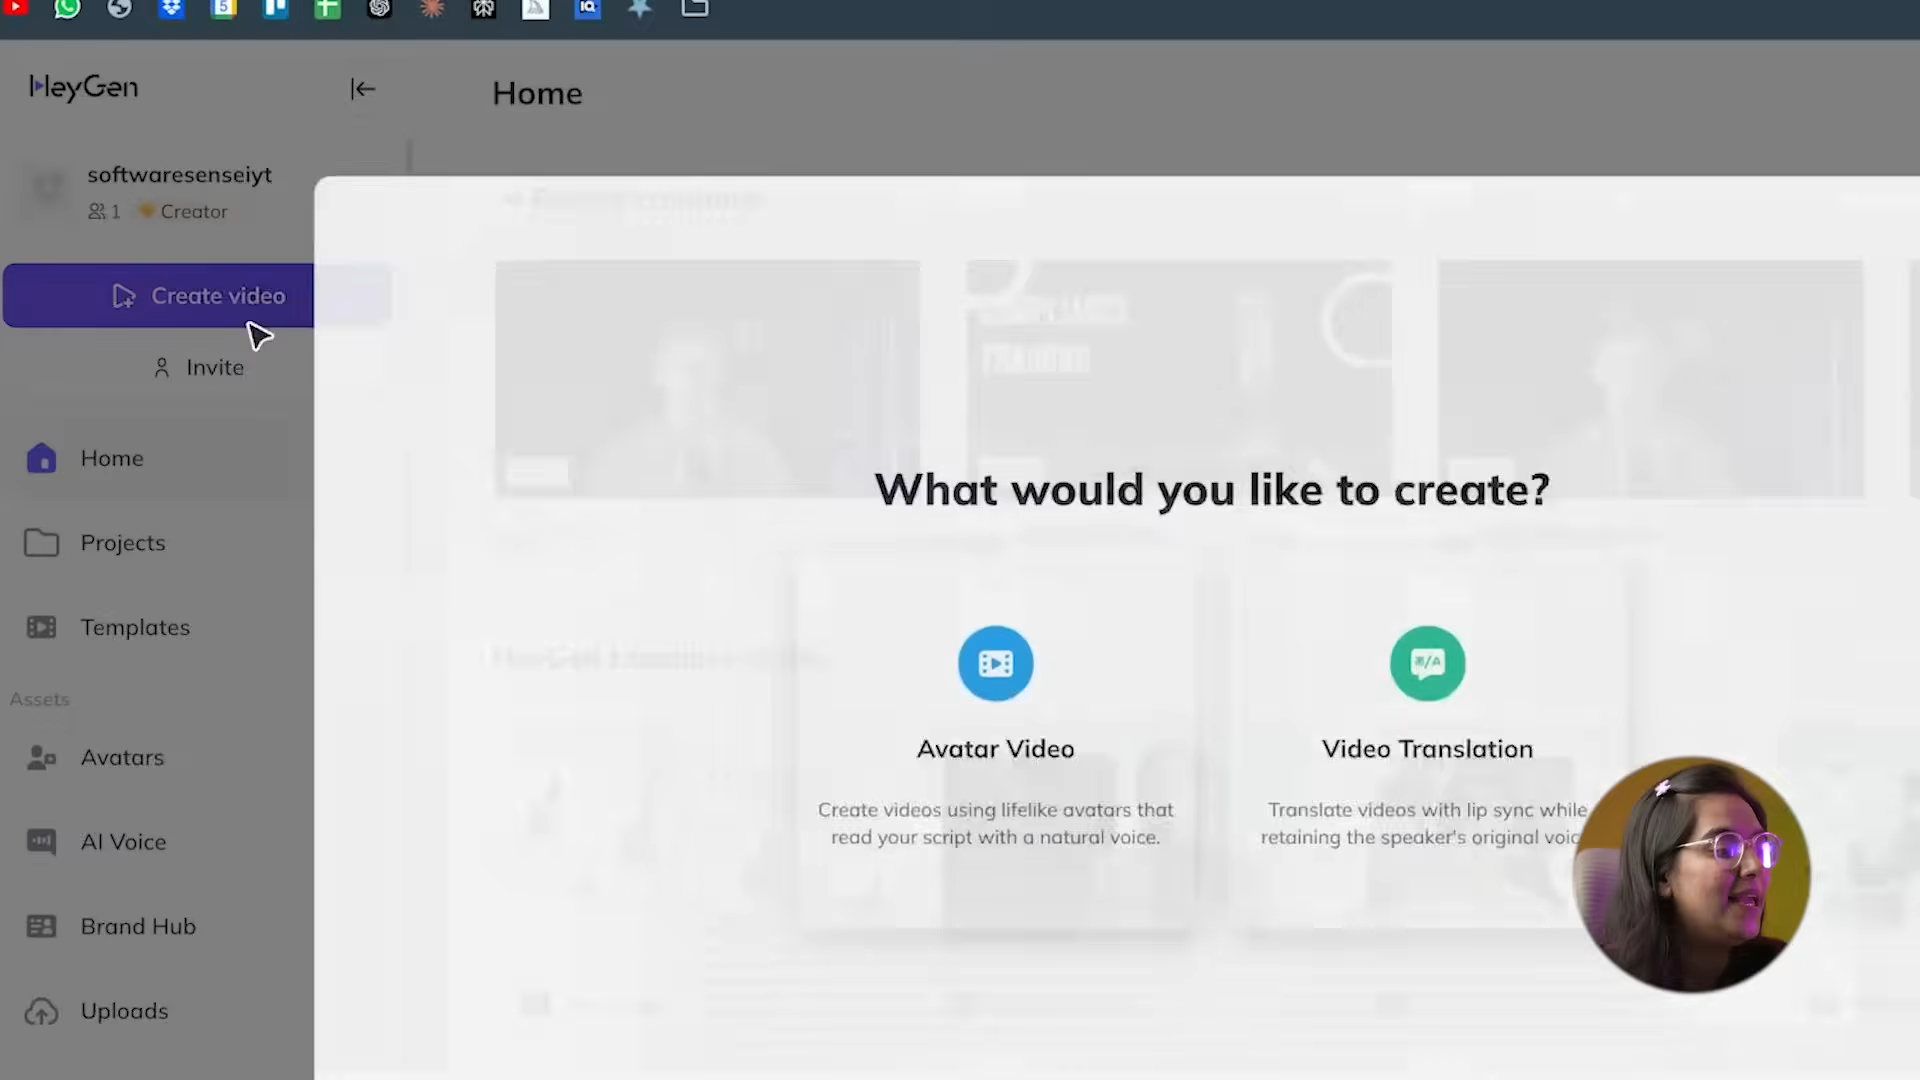 HeyGen
Home
softwaresenseiyt
1 Creator
Create video
Invite
Home
Projects
Templates
Assets
Avatars
AI Voice
Brand Hub
Uploads
What would you like to create?
Avatar Video
Create videos using lifelike avatars that
read your script with a natural voice.
Video Translation
Translate videos with lip sync while
retaining the speaker's original